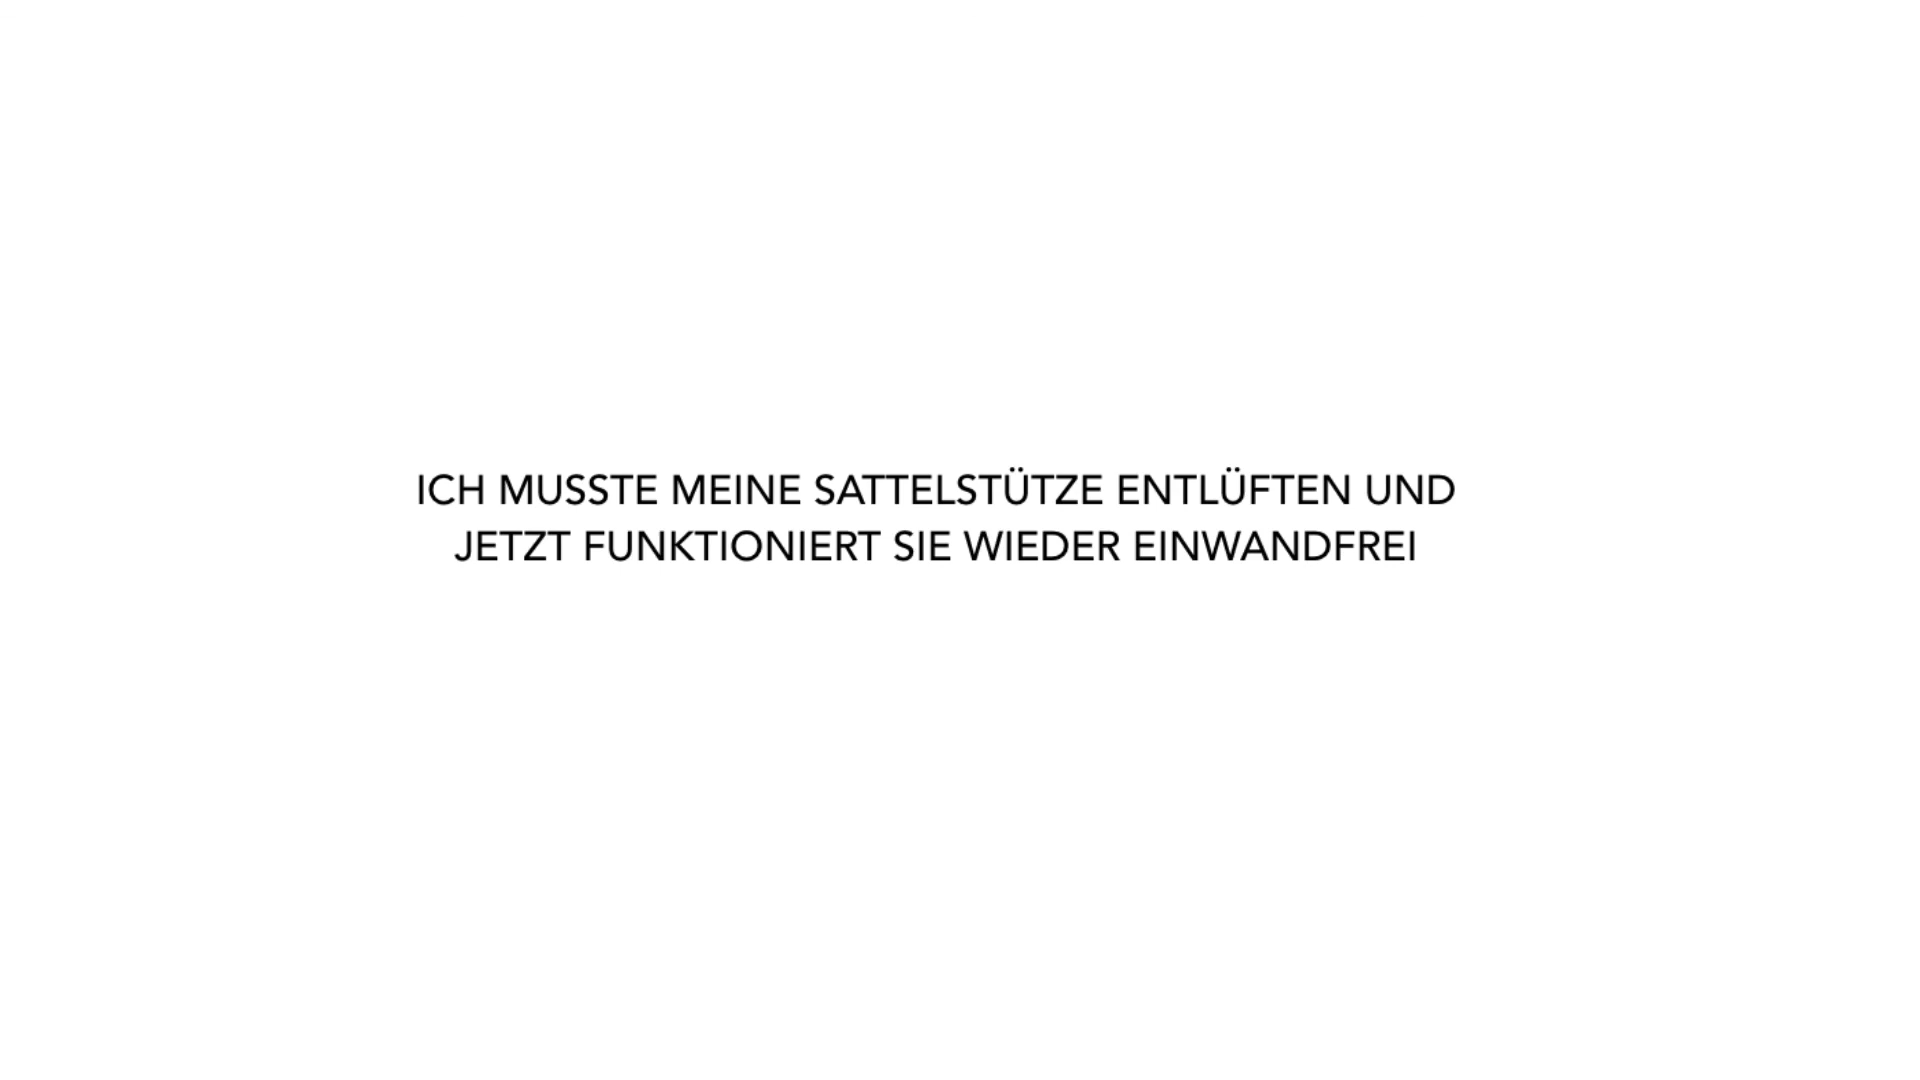 ICH MUSSTE MEINE SATTELSTÜTZE ENTLÜFTEN UND
JETZT FUNKTIONIERT SIE WIEDER EINWANDFREI